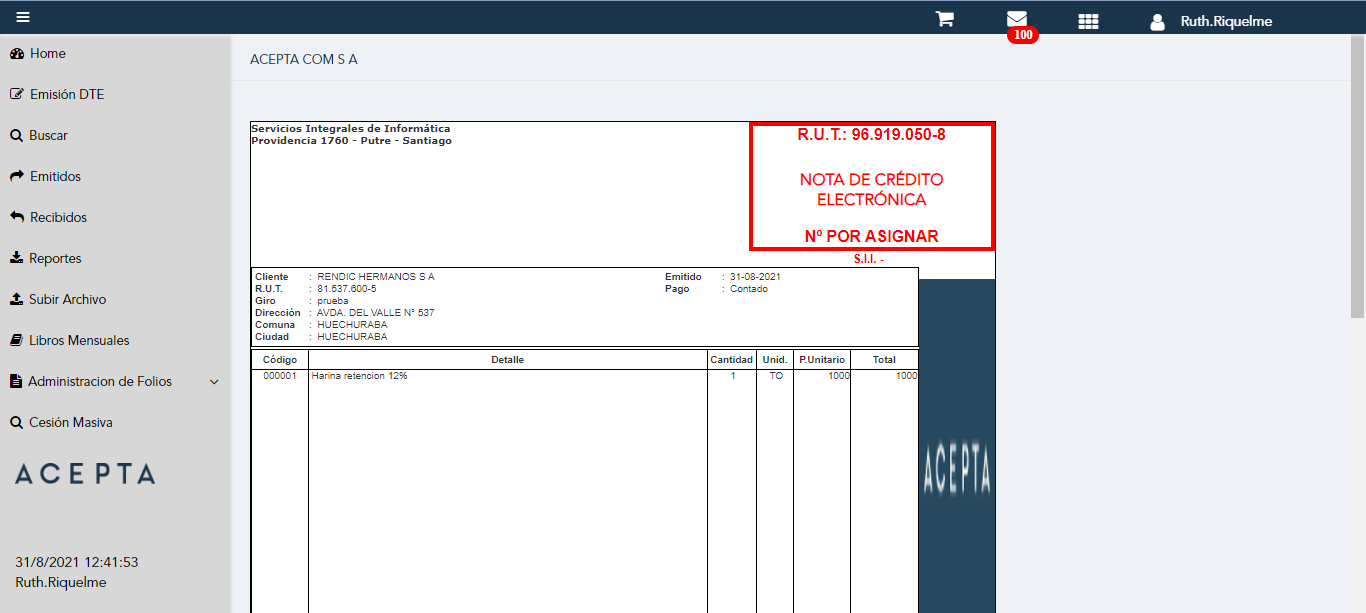 Ruth.Riquelme
100
Home
Emisión DTE
Buscar
Emitidos
Recibidos
Reportes
Subir Archivo
Libros Mensuales
Administracion de Folios
Cesión Masiva
ACEPTA
31/8/2021 12:41:53
Ruth.Riquelme
ACEPTA COM S A
Servicios Integrales de Informática
Providencia 1760 - Putre - Santiago
R.U.T.: 96.919.050-8
NOTA DE CRÉDITO
ELECTRÓNICA
Nº POR ASIGNAR
S.I.I. -
Cliente : RENDIC HERMANOS S A Emitido : 31-08-2021
R.U.T. : 81.537.600-5 Pago : Contado
Giro : prueba
Dirección : AVDA. DEL VALLE N° 537
Comuna : HUECHURABA
Ciudad : HUECHURABA
Código Detalle Cantidad Unid. P.Unitario Total
000001 Harina retencion 12% 1 TO 1000 1000
ACEPTA